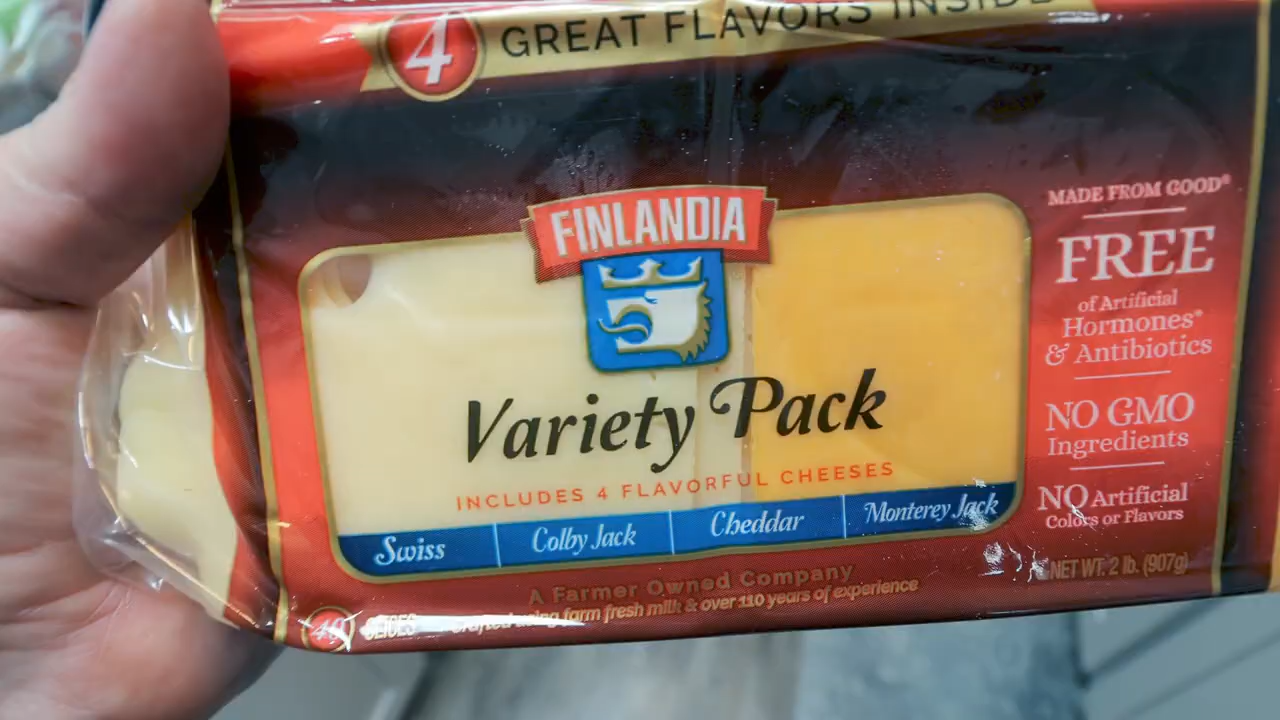 4 GREAT FLAVORS INSIDE
FINLANDIA
Variety Pack
INCLUDES 4 FLAVORFUL CHEESES
Swiss
Colby Jack
Cheddar
Monterey Jack
A Farmer Owned Company
Crafted using farm fresh milk & over 110 years of experience
SLICES
MADE FROM GOOD®
FREE
of Artificial
Hormones*
& Antibiotics
NO GMO
Ingredients
NO Artificial
Colors or Flavors
NET WT. 2 lb. (907g)